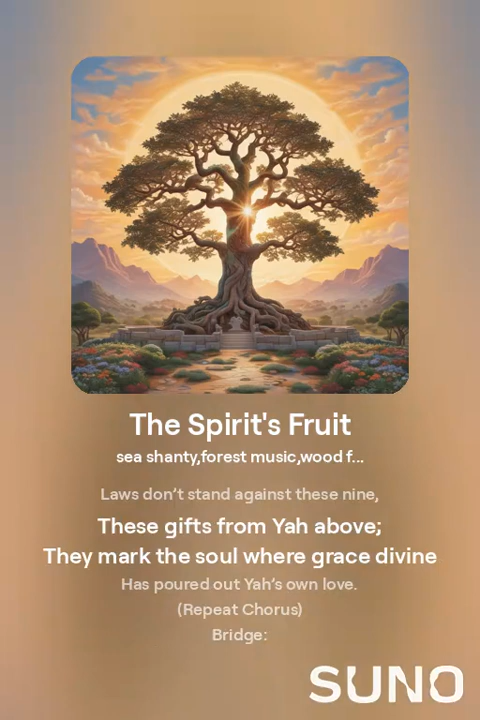 The Spirit's Fruit
sea shanty,forest music,wood f...
Laws don’t stand against these nine,
These gifts from Yah above;
They mark the soul where grace divine
Has poured out Yah’s own love.
(Repeat Chorus)
Bridge:
SUNO